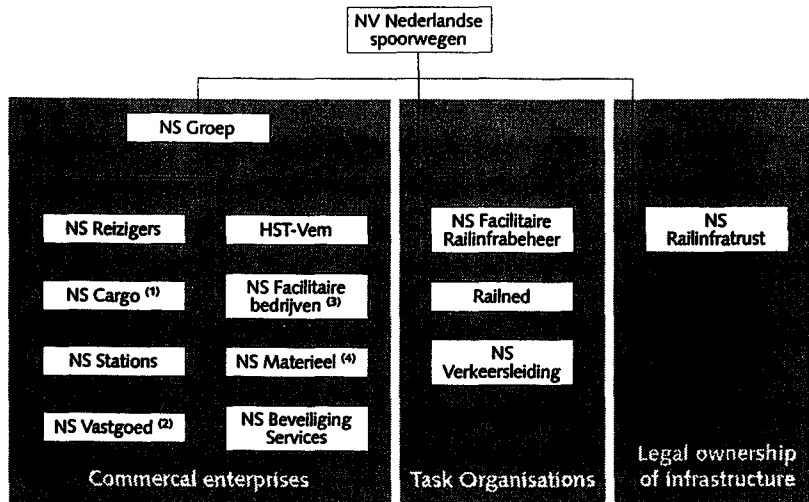 NV Nederlandse
spoorwegen
NS Groep
NS Reizigers
HST-Vem
NS Cargo (1)
NS Facilitaire
bedrijven (3)
NS Stations
NS Materieel (4)
NS Vastgoed (2)
NS Beveiliging
Services
Commercal enterprises
NS Facilitaire
Railinfrabeheer
Railned
NS
Verkeersleiding
Task Organisations
NS
Railinfratrust
Legal ownership
of infrastructure